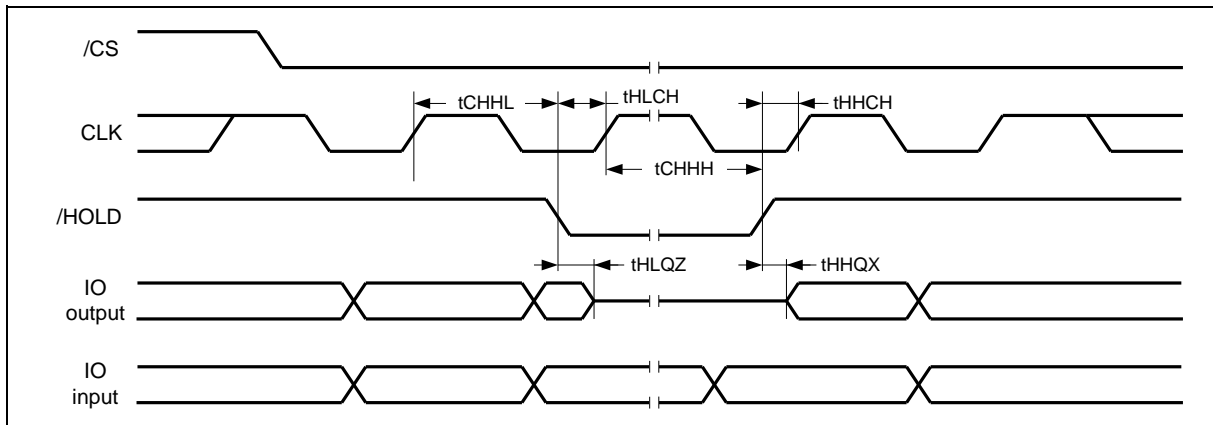 /CS
tCHHL
tHLCH
tHHCH
CLK
tCHHH
/HOLD
tHLQZ
tHHQX
IO
output
IO
input